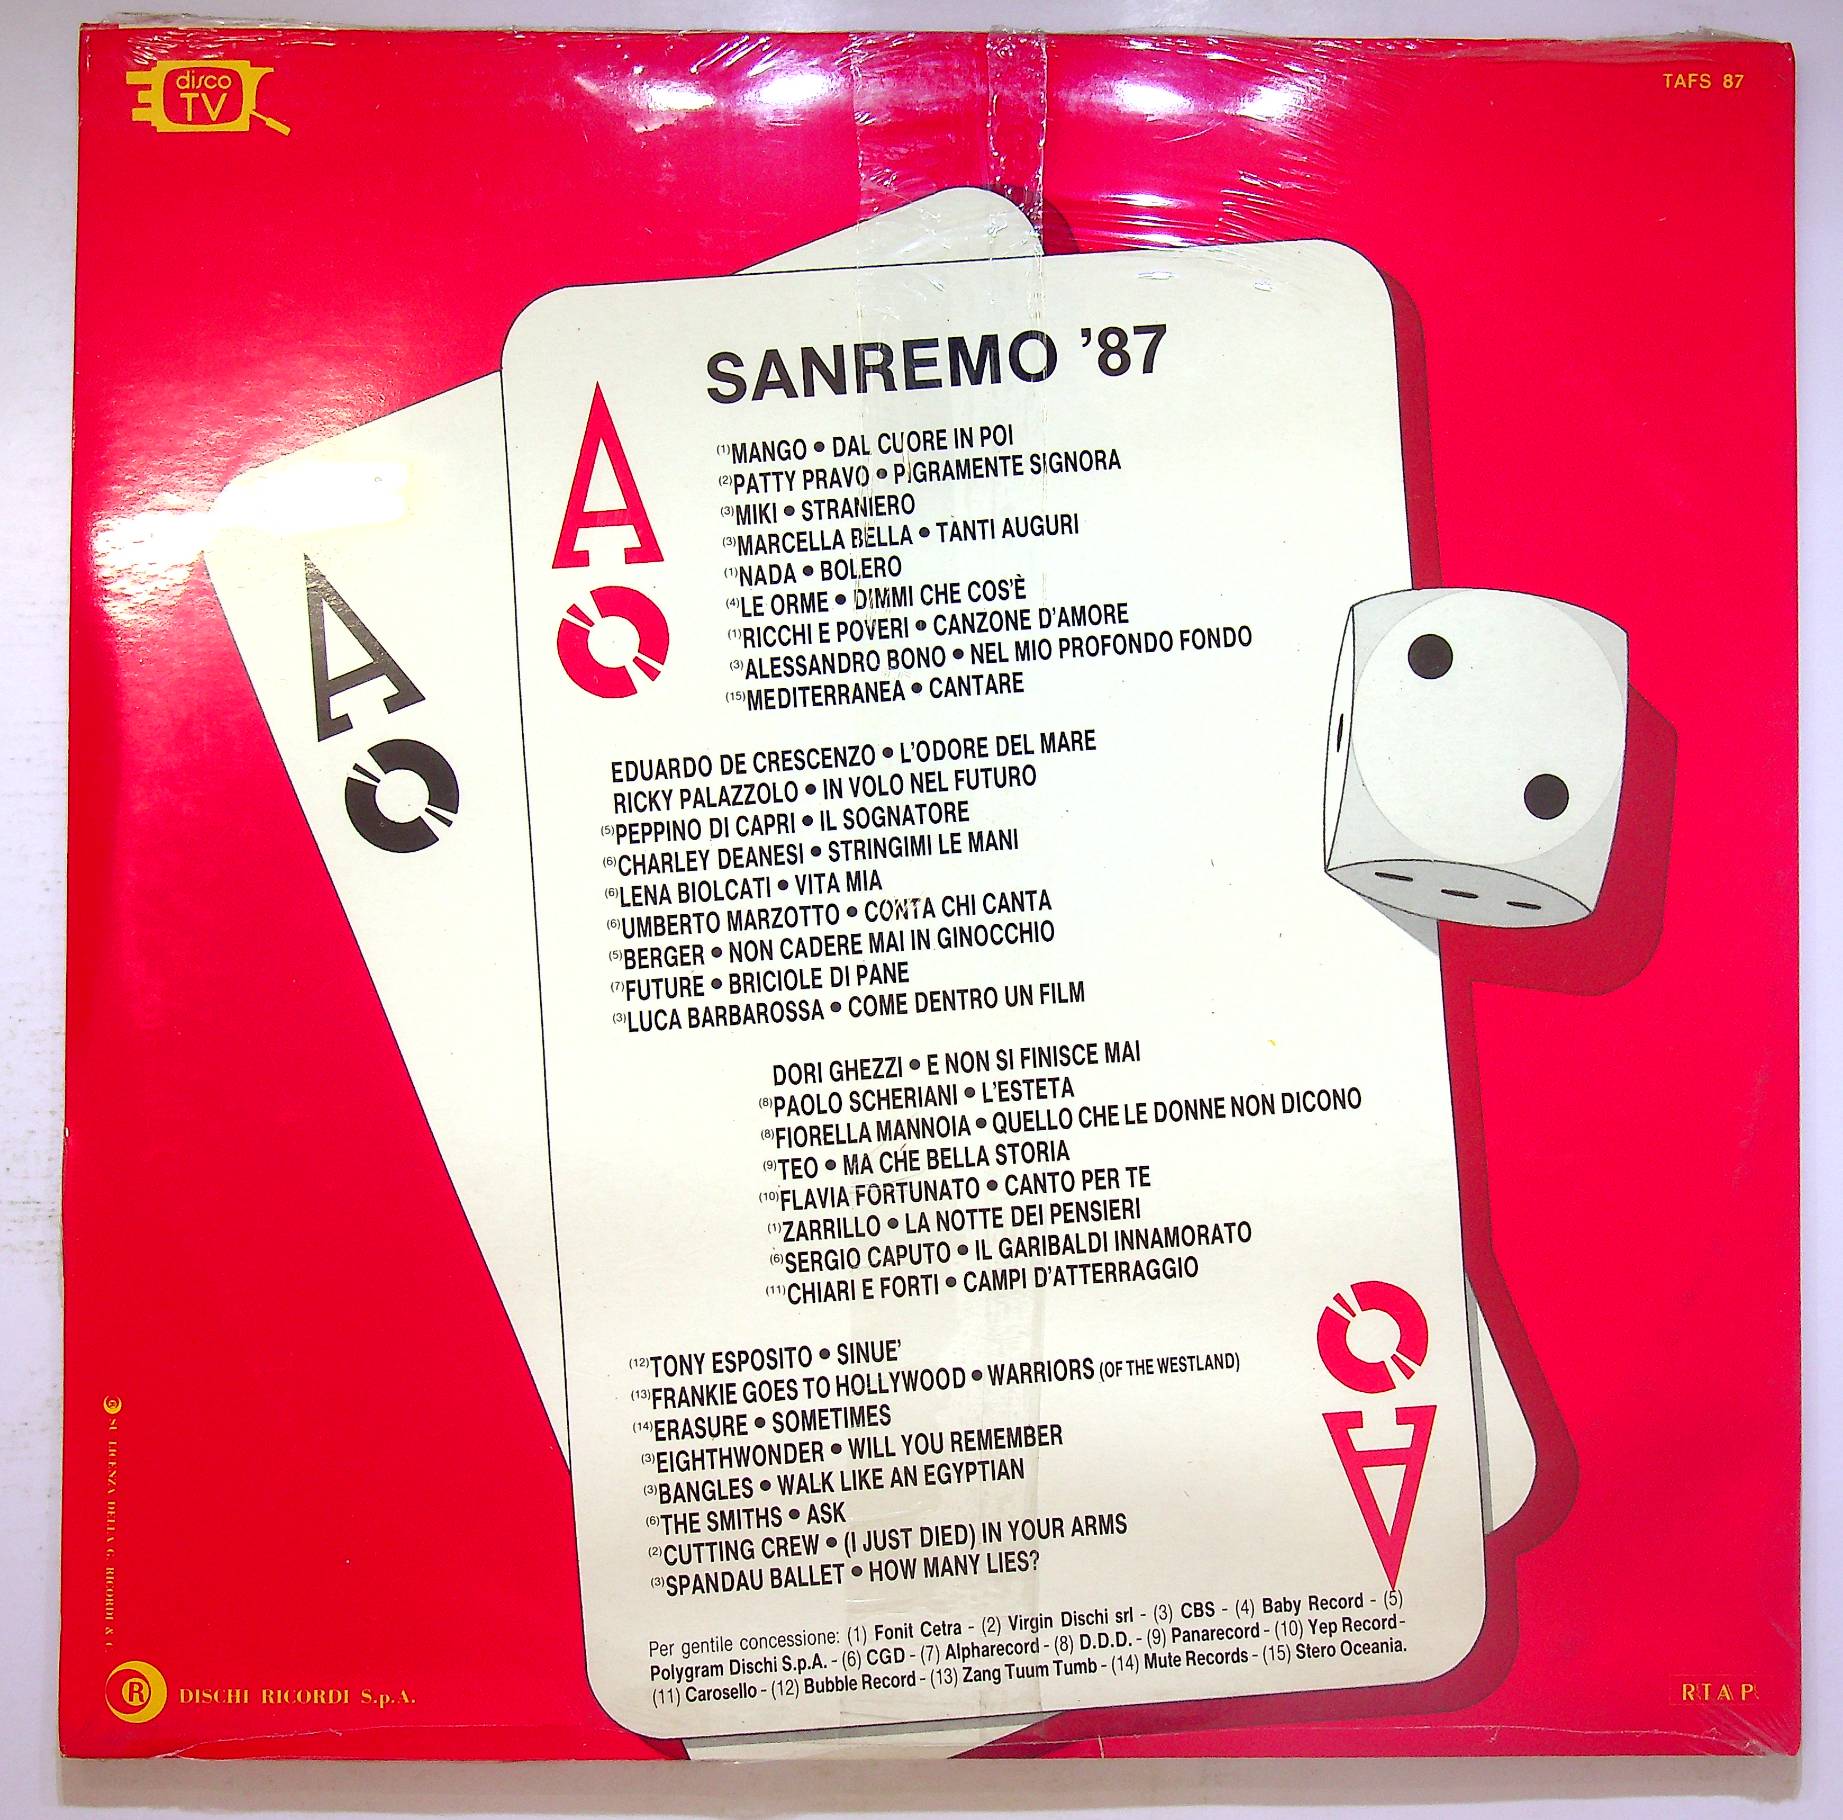 disco
TV
TAFS 87
SANREMO '87
(1)MANGO • DAL CUORE IN POI
(2)PATTY PRAVO • PIGRAMENTE SIGNORA
(3)MIKI • STRANIERO
(3)MARCELLA BELLA • TANTI AUGURI
(1)NADA • BOLERO
(4)LE ORME • DIMMI CHE COS'È
(1)RICCHI E POVERI • CANZONE D'AMORE
(3)ALESSANDRO BONO • NEL MIO PROFONDO FONDO
(15)MEDITERRANEA • CANTARE
EDUARDO DE CRESCENZO • L'ODORE DEL MARE
RICKY PALAZZOLO • IN VOLO NEL FUTURO
(5)PEPPINO DI CAPRI • IL SOGNATORE
(6)CHARLEY DEANESI • STRINGIMI LE MANI
(6)LENA BIOLCATI • VITA MIA
(6)UMBERTO MARZOTTO • CONTA CHI CANTA
(5)BERGER • NON CADERE MAI IN GINOCCHIO
(7)FUTURE • BRICIOLE DI PANE
(3)LUCA BARBAROSSA • COME DENTRO UN FILM
DORI GHEZZI • E NON SI FINISCE MAI
(8)PAOLO SCHERIANI • L'ESTETA
(8)FIORELLA MANNOIA • QUELLO CHE LE DONNE NON DICONO
(9)TEO • MA CHE BELLA STORIA
(10)FLAVIA FORTUNATO • CANTO PER TE
(1)ZARRILLO • LA NOTTE DEI PENSIERI
(6)SERGIO CAPUTO • IL GARIBALDI INNAMORATO
(11)CHIARI E FORTI • CAMPI D'ATTERRAGGIO
(12)TONY ESPOSITO • SINUE'
(13)FRANKIE GOES TO HOLLYWOOD • WARRIORS (OF THE WESTLAND)
(14)ERASURE • SOMETIMES
(3)EIGHTHWONDER • WILL YOU REMEMBER
(3)BANGLES • WALK LIKE AN EGYPTIAN
(6)THE SMITHS • ASK
(2)CUTTING CREW • (I JUST DIED) IN YOUR ARMS
(3)SPANDAU BALLET • HOW MANY LIES?
Per gentile concessione: (1) Fonit Cetra - (2) Virgin Dischi srl - (3) CBS - (4) Baby Record - (5)
Polygram Dischi S.p.A. - (6) CGD - (7) Alpharecord - (8) D.D.D. - (9) Panarecord - (10) Yep Record -
(11) Carosello - (12) Bubble Record - (13) Zang Tuum Tumb - (14) Mute Records - (15) Stero Oceania.
A
A
A
SU LICENZA DELLA G. RICORDI & C.
R DISCHI RICORDI S.p.A.
RTAP